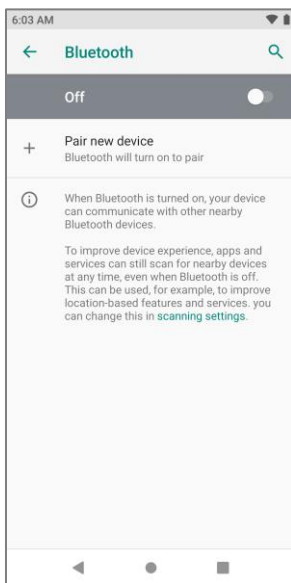 6:03 AM
Bluetooth
Off
Pair new device
Bluetooth will turn on to pair
When Bluetooth is turned on, your device
can communicate with other nearby
Bluetooth devices.
To improve device experience, apps and
services can still scan for nearby devices
at any time, even when Bluetooth is off.
This can be used, for example, to improve
location-based features and services. you
can change this in scanning settings.